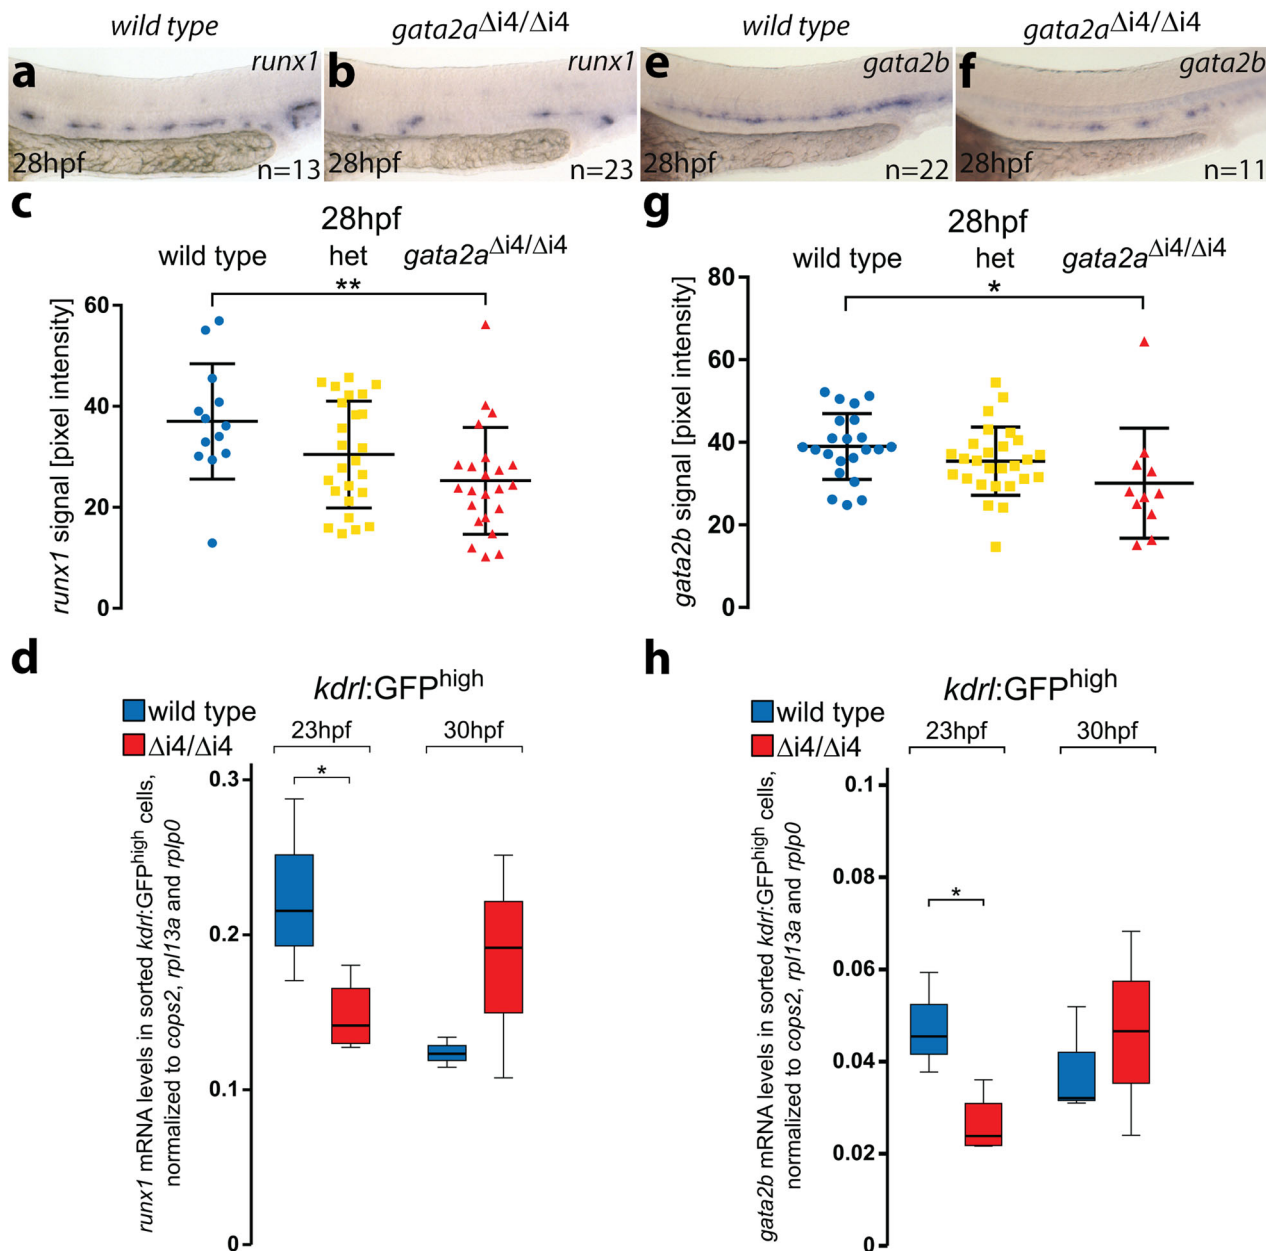 wild type
gata2aΔi4/Δi4
wild type
gata2aΔi4/Δi4
a
runx1
28hpf
n=13
b
runx1
28hpf
n=23
e
gata2b
28hpf
n=22
f
gata2b
28hpf
n=11
c
28hpf
wild type
het
gata2aΔi4/Δi4
**
60
40
20
0
runx1 signal [pixel intensity]
g
28hpf
wild type
het
gata2aΔi4/Δi4
*
80
60
40
20
0
gata2b signal [pixel intensity]
d
kdrl:GFPhigh
wild type
Δi4/Δi4
23hpf
30hpf
*
0.3
0.2
0.1
0
runx1 mRNA levels in sorted kdrl:GFPhigh cells,
normalized to cops2, rpl13a and rplp0
h
kdrl:GFPhigh
wild type
Δi4/Δi4
23hpf
30hpf
*
0.1
0.08
0.06
0.04
0.02
0
gata2b mRNA levels in sorted kdrl:GFPhigh cells,
normalized to cops2, rpl13a and rplp0